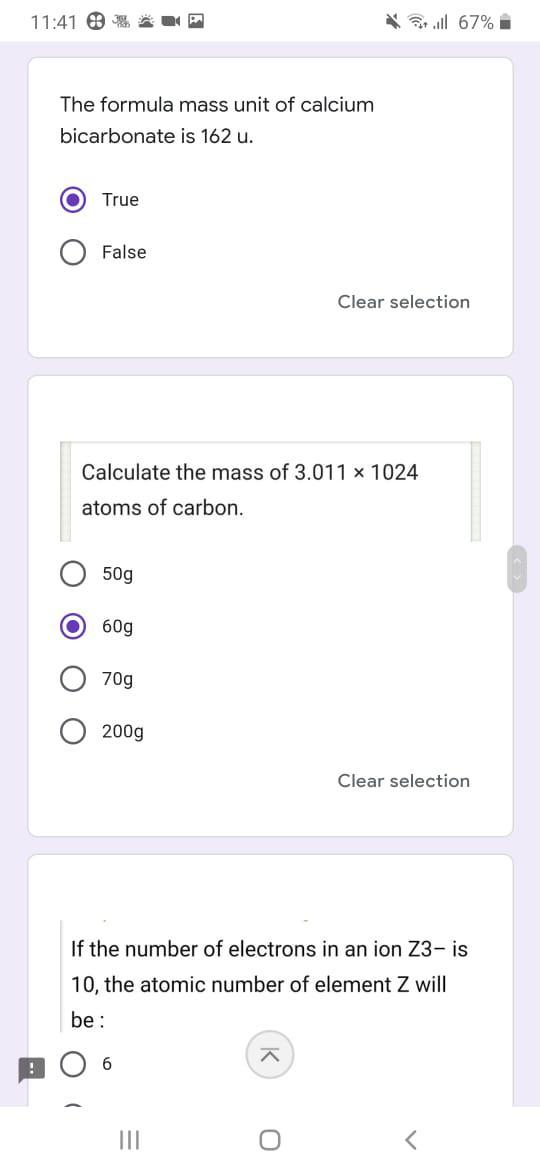 11:41
67%
The formula mass unit of calcium
bicarbonate is 162 u.
True
False
Clear selection
Calculate the mass of 3.011 × 1024
atoms of carbon.
50g
60g
70g
200g
Clear selection
If the number of electrons in an ion Z3– is
10, the atomic number of element Z will
be :
6